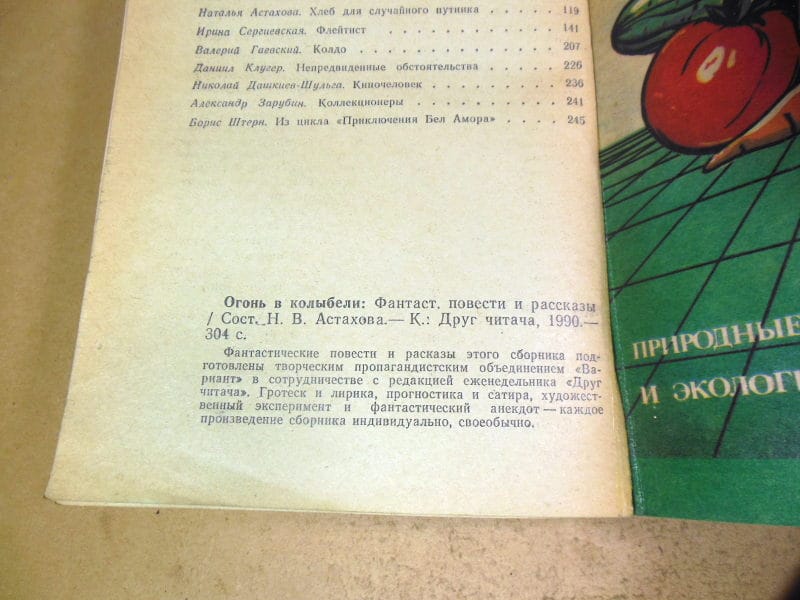 Наталья Астахова. Хлеб для случайного путника . . . . . . 119
Ирина Сергиевская. Флейтист . . . . . . . . . . . 141
Валерий Гаевский. Колдо . . . . . . . . . . . . 207
Даниил Клугер. Непредвиденные обстоятельства . . . . . . 226
Николай Дашкиев-Шульга. Киночеловек . . . . . . . . . 236
Александр Зарубин. Коллекционеры . . . . . . . . . . 241
Борис Штерн. Из цикла «Приключения Бел Амора» . . . . 245
Огонь в колыбели: Фантаст. повести и рассказы
/ Сост. Н. В. Астахова.— К.: Друг читача, 1990.—
304 с.
Фантастические повести и рассказы этого сборника под-
готовлены творческим пропагандистским объединением «Ва-
риант» в сотрудничестве с редакцией еженедельника «Друг
читача». Гротеск и лирика, прогностика и сатира, художест-
венный эксперимент и фантастический анекдот — каждое
произведение сборника индивидуально, своеобычно.
ПРИРОДНЫЕ
И ЭКОЛОГИ